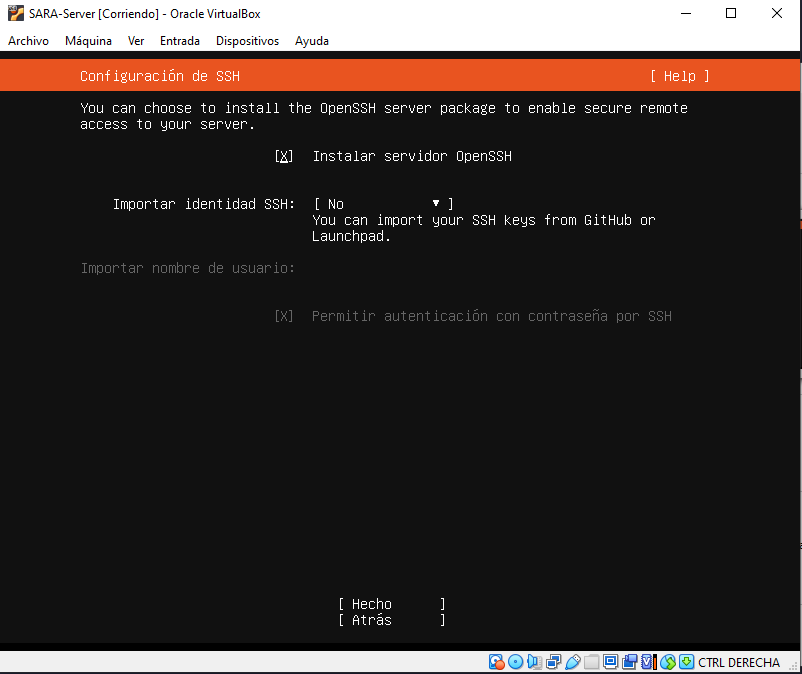 SARA-Server [Corriendo] - Oracle VirtualBox
Archivo Máquina Ver Entrada Dispositivos Ayuda
Configuración de SSH [ Help ]
You can choose to install the OpenSSH server package to enable secure remote
access to your server.
[X] Instalar servidor OpenSSH
Importar identidad SSH: [ No ▾ ]
You can import your SSH keys from GitHub or
Launchpad.
Importar nombre de usuario:
[X] Permitir autenticación con contraseña por SSH
[ Hecho ]
[ Atrás ]
CTRL DERECHA